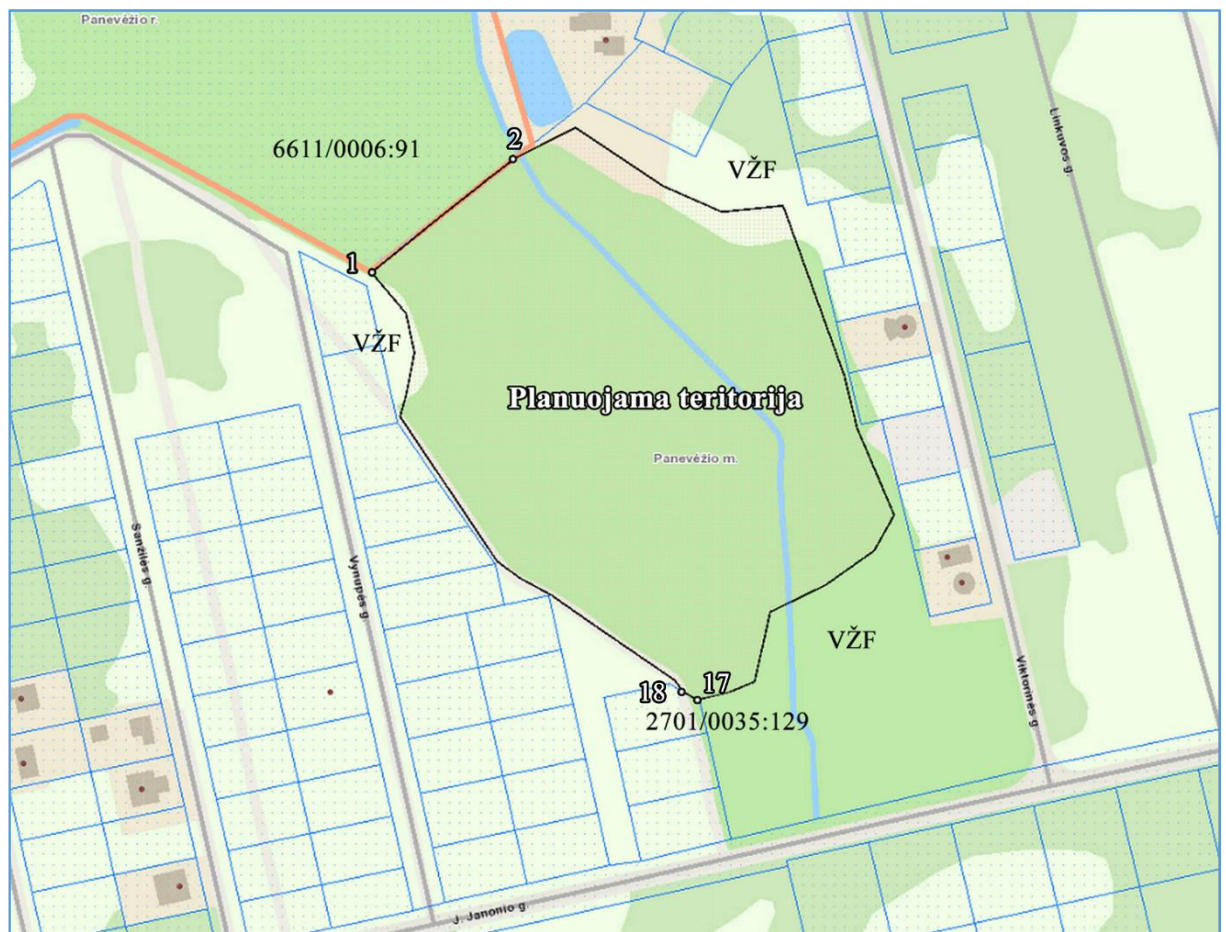 Panevėžio r.
6611/0006:91
2
VŽF
Linkuvos g.
1
VŽF
Planuojama teritorija
Panevėžio m.
Sanžilės g.
Vynupės g.
VŽF
Viktorinės g.
18
17
2701/0035:129
J. Janonio g.